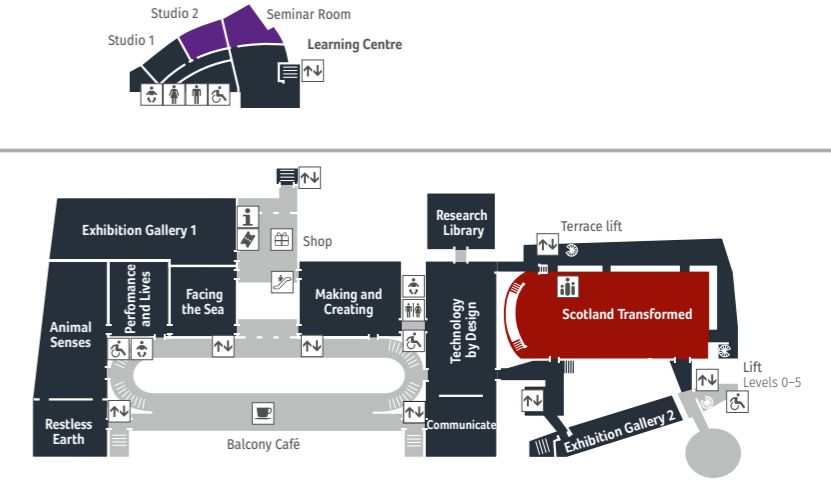 Studio 2
Seminar Room
Studio 1
Learning Centre
Exhibition Gallery 1
Shop
Research
Library
Terrace lift
Perfomance
and Lives
Facing
the Sea
Making and
Creating
Technology
by Design
Scotland Transformed
Animal
Senses
Lift
Levels 0–5
Restless
Earth
Balcony Café
Communicate
Exhibition Gallery 2